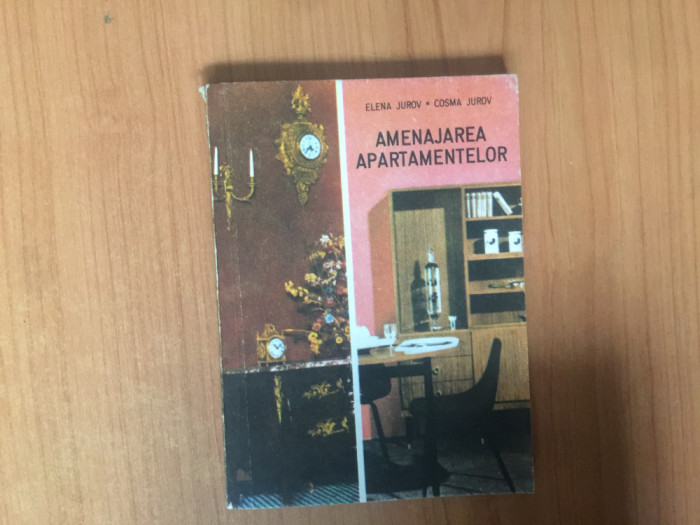 ELENA JUROV • COSMA JUROV
AMENAJAREA
APARTAMENTELOR